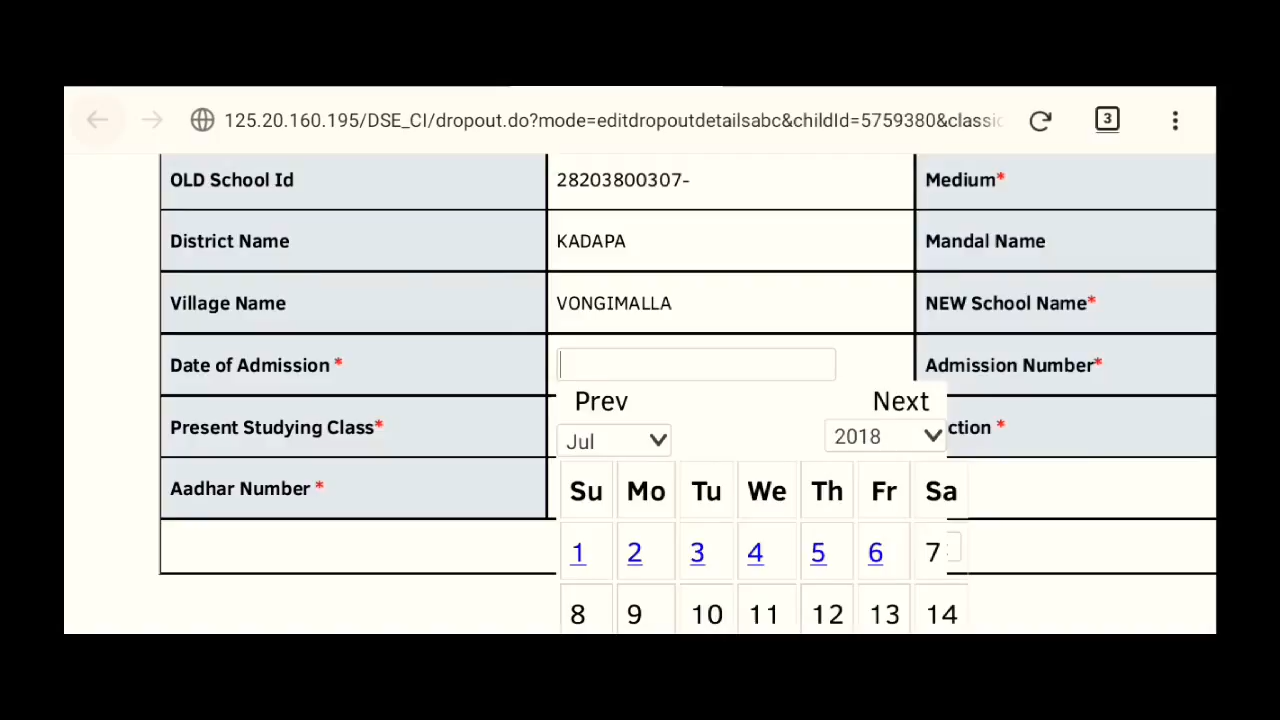 125.20.160.195/DSE_CI/dropout.do?mode=editdropoutdetailsabc&childId=5759380&classic
3
OLD School Id 28203800307- Medium*
District Name KADAPA Mandal Name
Village Name VONGIMALLA NEW School Name*
Date of Admission * Admission Number*
Prev Next
Present Studying Class* ction *
Jul 2018
Aadhar Number *
Su Mo Tu We Th Fr Sa
1 2 3 4 5 6 7
8 9 10 11 12 13 14